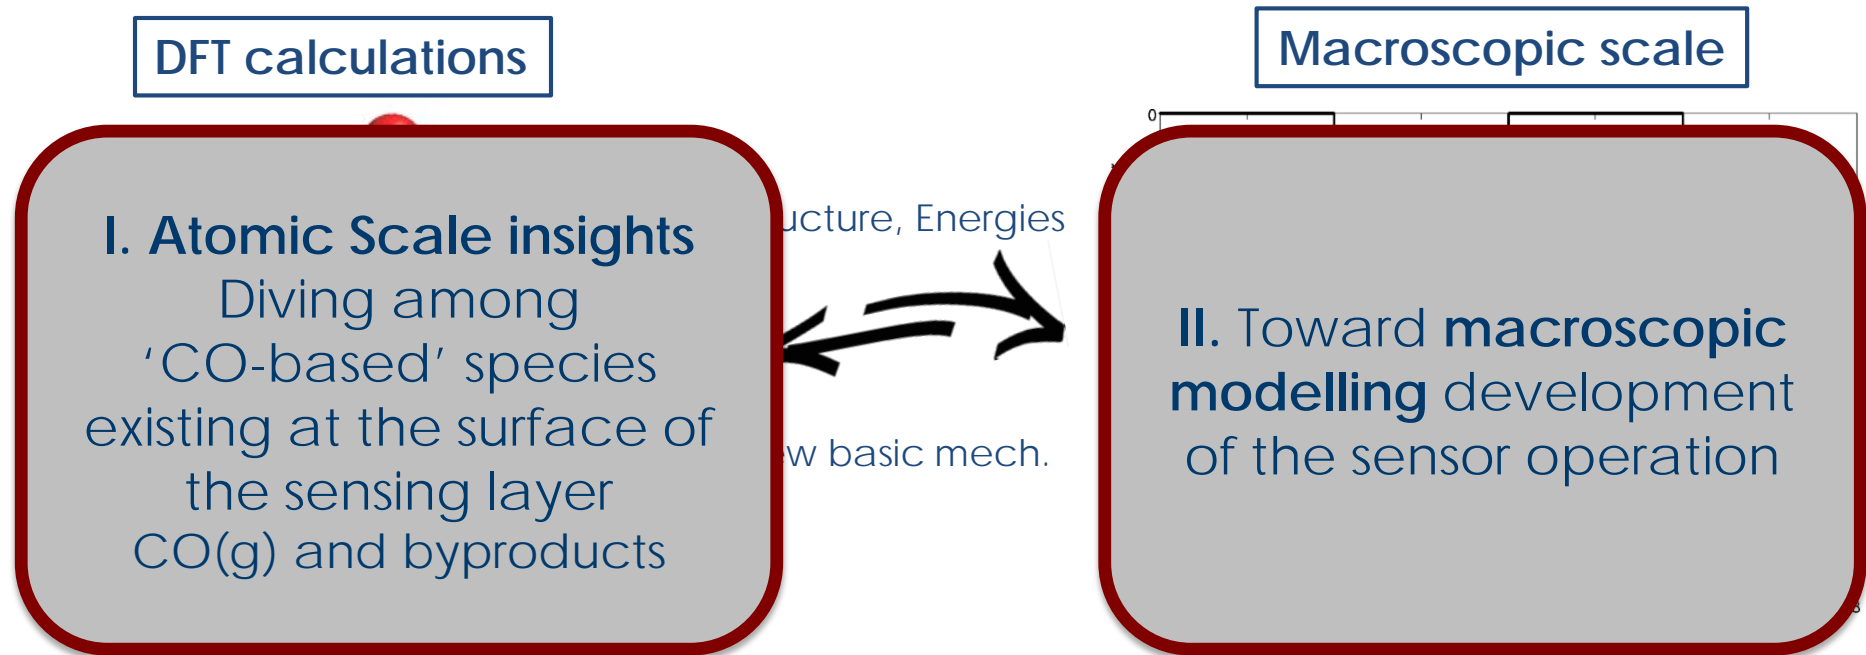 DFT calculations
Macroscopic scale
0
I. Atomic Scale insights
Diving among
‘CO-based’ species
existing at the surface of
the sensing layer
CO(g) and byproducts
Energies
basic mech.
II. Toward macroscopic
modelling development
of the sensor operation